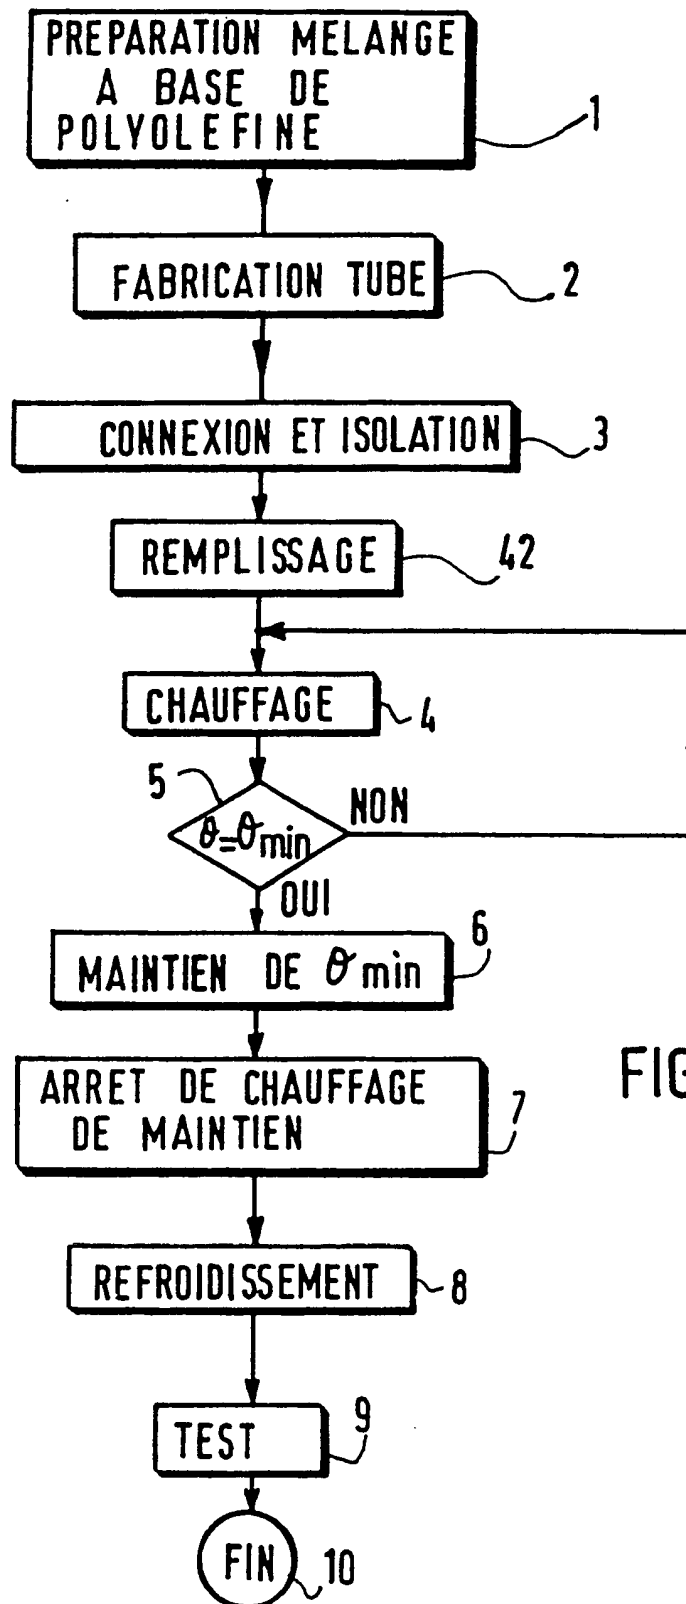 PREPARATION MELANGE
A BASE DE
POLYOLEFINE
1
FABRICATION TUBE
2
CONNEXION ET ISOLATION
3
REMPLISSAGE
42
CHAUFFAGE
4
5
θ=θmin
NON
OUI
MAINTIEN DE θmin
6
ARRET DE CHAUFFAGE
DE MAINTIEN
7
FIG
REFROIDISSEMENT
8
TEST
9
FIN
10